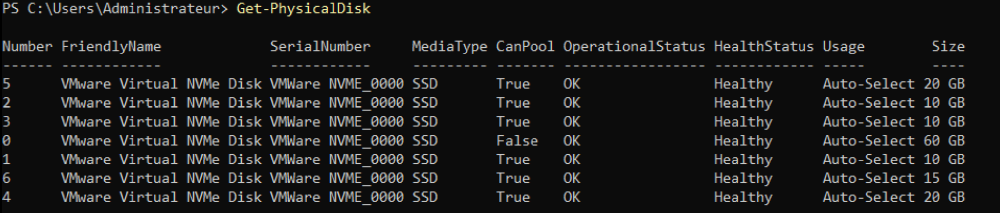 PS C:\Users\Administrateur> Get-PhysicalDisk
Number FriendlyName             SerialNumber     MediaType CanPool OperationalStatus HealthStatus Usage        Size
------ ------------             ------------     --------- ------- ----------------- ------------ -----        ----
5      VMware Virtual NVMe Disk VMWare NVME_0000 SSD       True    OK                Healthy      Auto-Select 20 GB
2      VMware Virtual NVMe Disk VMWare NVME_0000 SSD       True    OK                Healthy      Auto-Select 10 GB
3      VMware Virtual NVMe Disk VMWare NVME_0000 SSD       True    OK                Healthy      Auto-Select 10 GB
0      VMware Virtual NVMe Disk VMWare NVME_0000 SSD       False   OK                Healthy      Auto-Select 60 GB
1      VMware Virtual NVMe Disk VMWare NVME_0000 SSD       True    OK                Healthy      Auto-Select 10 GB
6      VMware Virtual NVMe Disk VMWare NVME_0000 SSD       True    OK                Healthy      Auto-Select 15 GB
4      VMware Virtual NVMe Disk VMWare NVME_0000 SSD       True    OK                Healthy      Auto-Select 20 GB